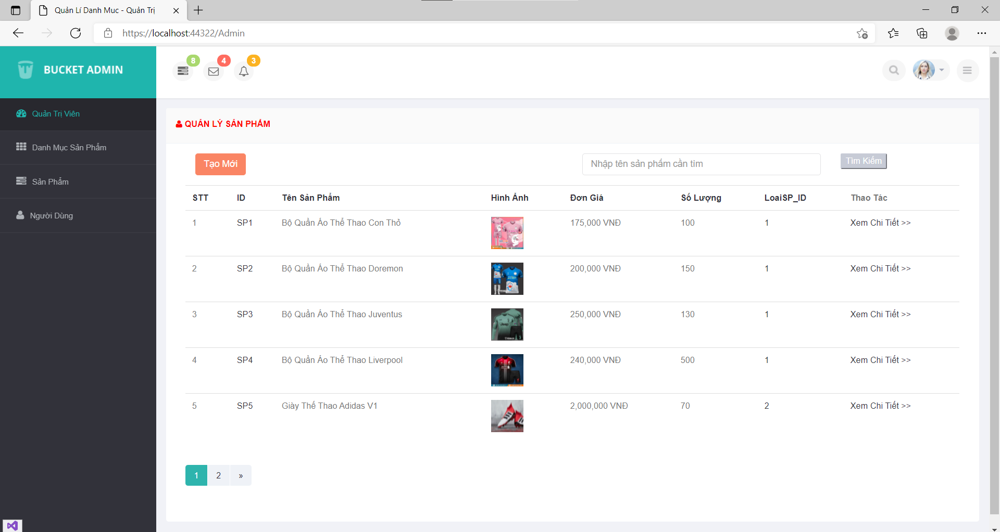 Quản Lí Danh Muc - Quản Trị
https://localhost:44322/Admin
BUCKET ADMIN
8
4
3
Quản Trị Viên
Danh Mục Sản Phẩm
Sản Phẩm
Người Dùng
QUẢN LÝ SẢN PHẨM
Tạo Mới
Nhập tên sản phẩm cần tìm
Tìm Kiếm
STT ID Tên Sản Phẩm Hình Ảnh Đơn Giá Số Lượng LoaiSP_ID Thao Tác
1 SP1 Bộ Quần Áo Thể Thao Con Thỏ 175,000 VNĐ 100 1 Xem Chi Tiết >>
2 SP2 Bộ Quần Áo Thể Thao Doremon 200,000 VNĐ 150 1 Xem Chi Tiết >>
3 SP3 Bộ Quần Áo Thể Thao Juventus 250,000 VNĐ 130 1 Xem Chi Tiết >>
4 SP4 Bộ Quần Áo Thể Thao Liverpool 240,000 VNĐ 500 1 Xem Chi Tiết >>
5 SP5 Giày Thể Thao Adidas V1 2,000,000 VNĐ 70 2 Xem Chi Tiết >>
1 2 »